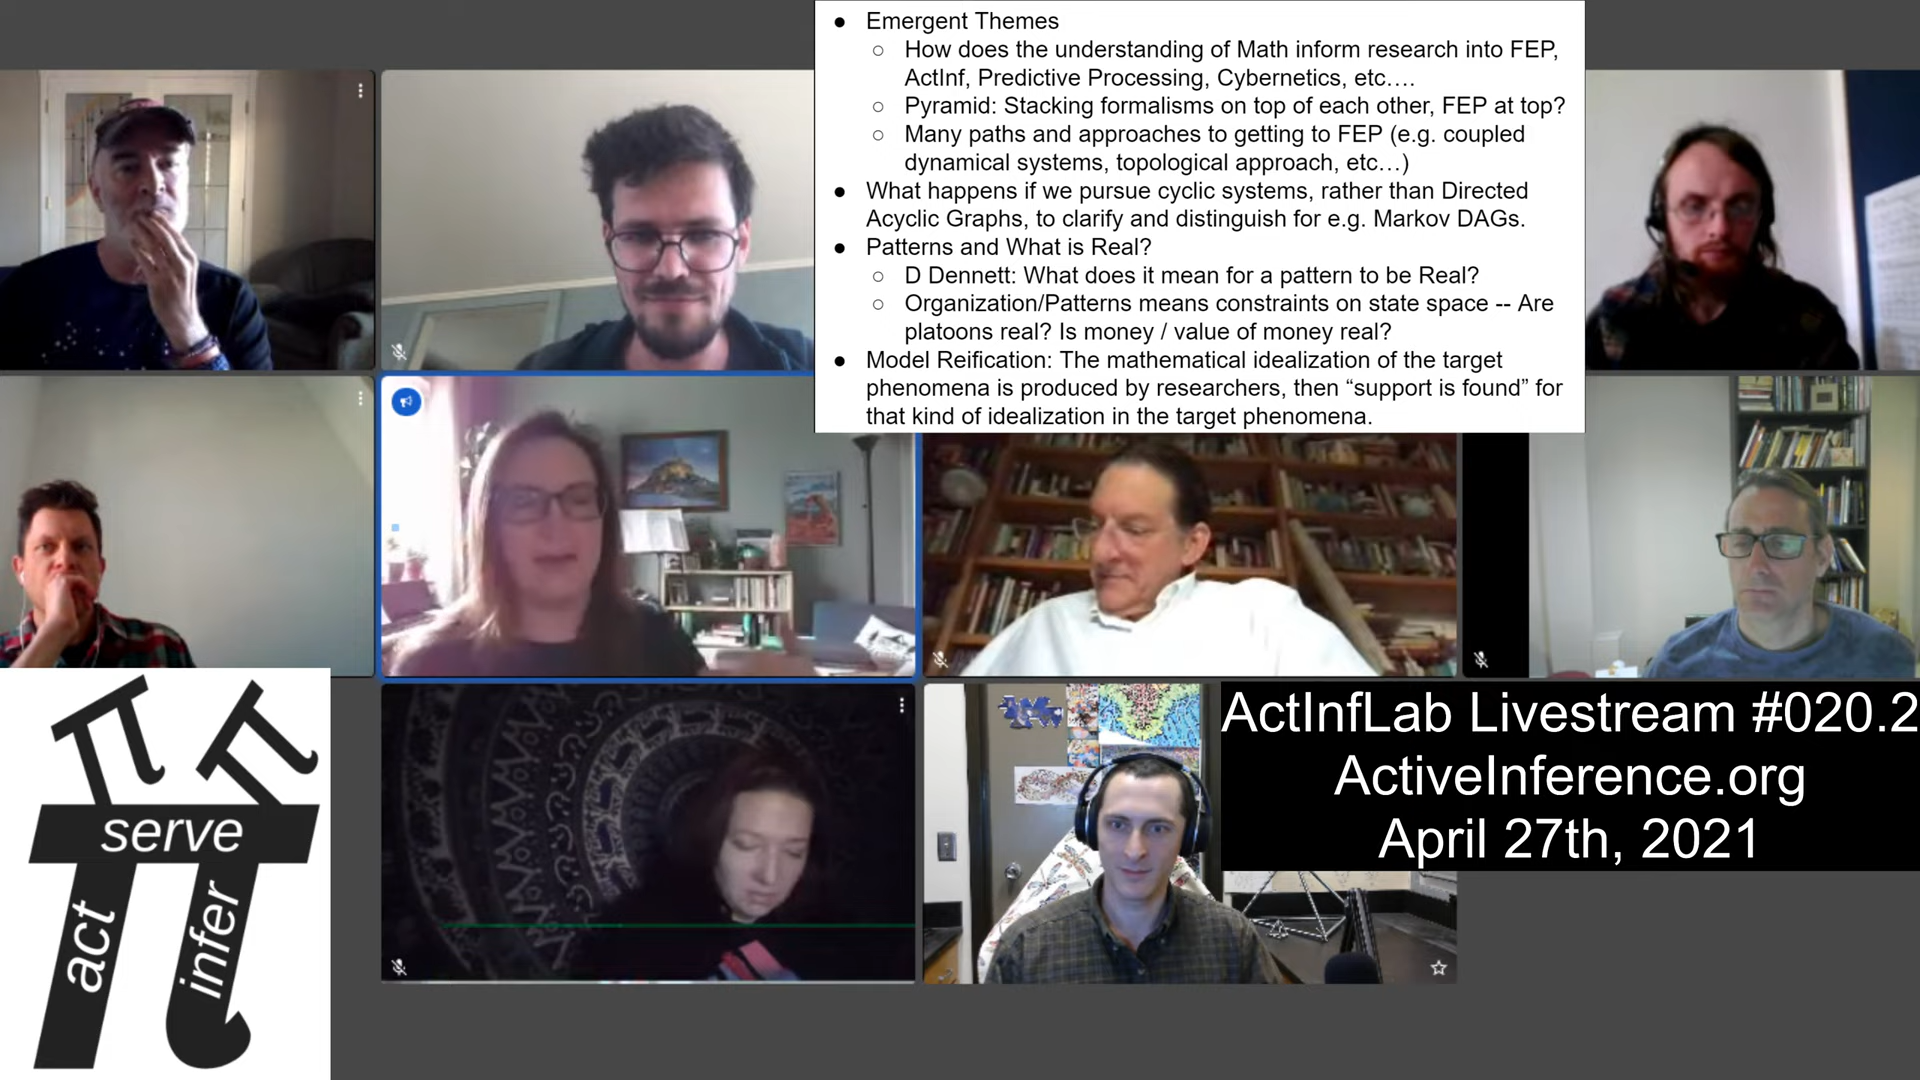 ● Emergent Themes
○ How does the understanding of Math inform research into FEP,
ActInf, Predictive Processing, Cybernetics, etc….
○ Pyramid: Stacking formalisms on top of each other, FEP at top?
○ Many paths and approaches to getting to FEP (e.g. coupled
dynamical systems, topological approach, etc…)
● What happens if we pursue cyclic systems, rather than Directed
Acyclic Graphs, to clarify and distinguish for e.g. Markov DAGs.
● Patterns and What is Real?
○ D Dennett: What does it mean for a pattern to be Real?
○ Organization/Patterns means constraints on state space -- Are
platoons real? Is money / value of money real?
● Model Reification: The mathematical idealization of the target
phenomena is produced by researchers, then “support is found” for
that kind of idealization in the target phenomena.
ActInfLab Livestream #020.2
ActiveInference.org
April 27th, 2021
serve
act
infer